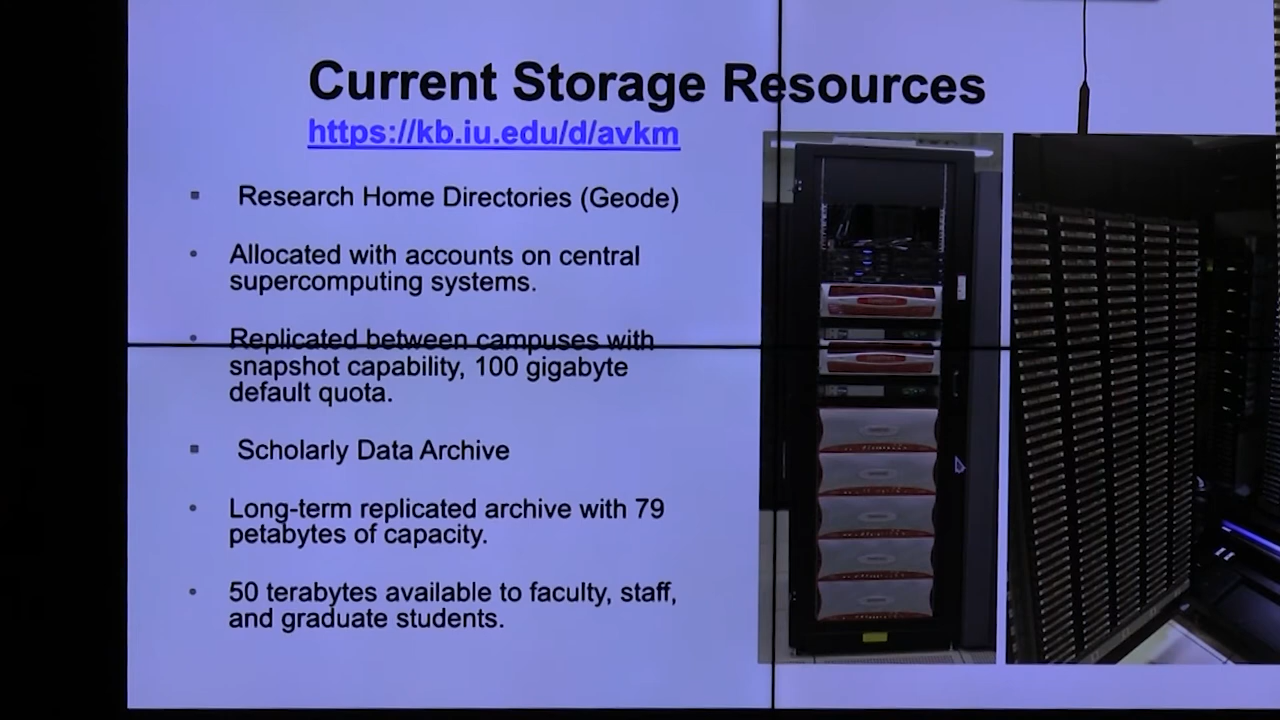 Current Storage Resources
https://kb.iu.edu/d/avkm
Research Home Directories (Geode)
Allocated with accounts on central
supercomputing systems.
Replicated between campuses with
snapshot capability, 100 gigabyte
default quota.
Scholarly Data Archive
Long-term replicated archive with 79
petabytes of capacity.
50 terabytes available to faculty, staff,
and graduate students.